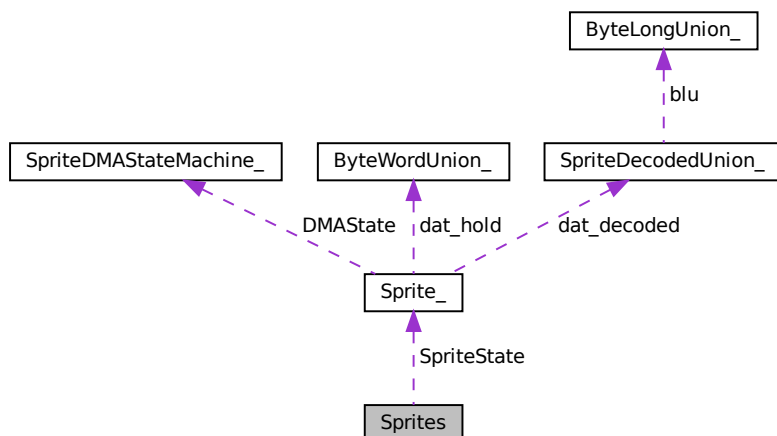 ByteLongUnion_
blu
SpriteDMAStateMachine_
ByteWordUnion_
SpriteDecodedUnion_
DMAState
dat_hold
dat_decoded
Sprite_
SpriteState
Sprites